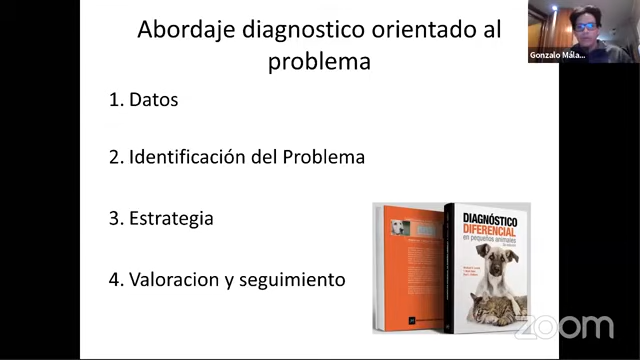 Abordaje diagnostico orientado al
problema
Gonzalo Mála...
1. Datos
2. Identificación del Problema
3. Estrategia
4. Valoracion y seguimiento
DIAGNÓSTICO
DIFERENCIAL
en pequeños animales
zoom